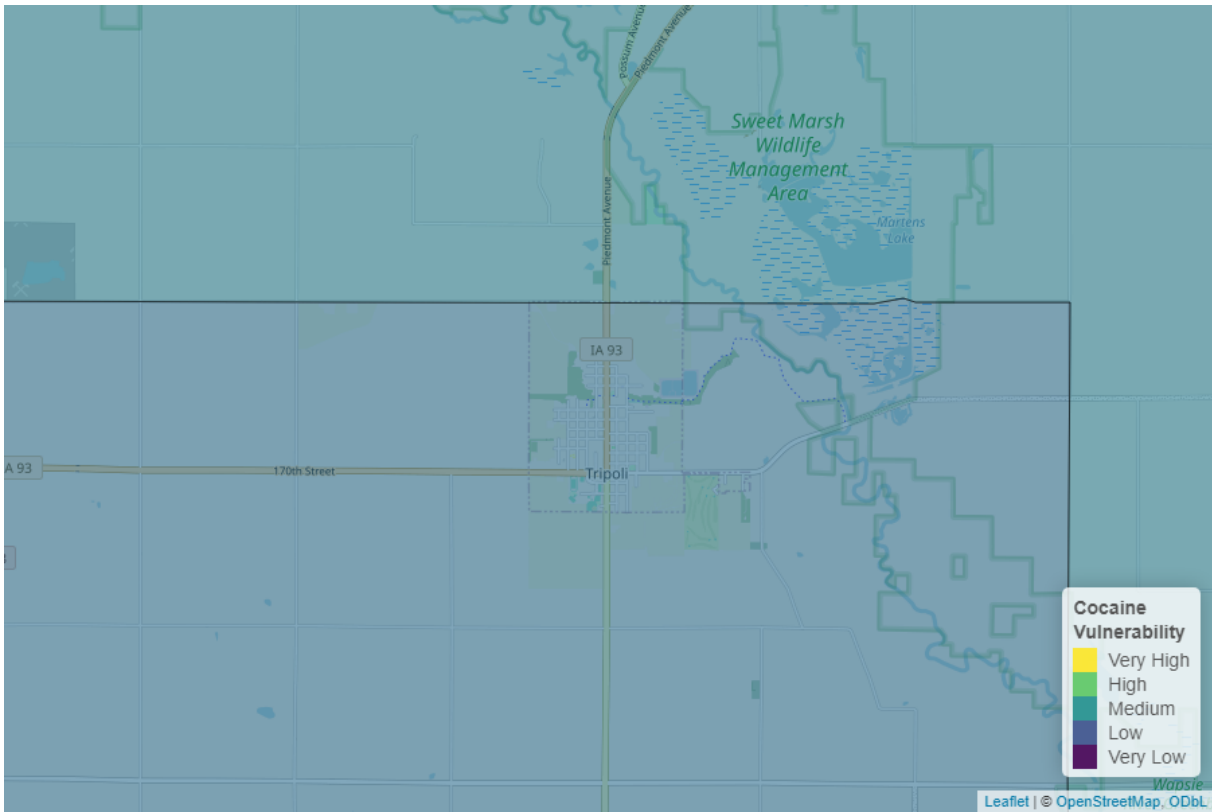 Possum Avenue
Piedmont Avenue
Sweet Marsh
Wildlife
Management
Area
Martens
Lake
Piedmont Avenue
IA 93
A 93
170th Street
Tripoli
3
Cocaine
Vulnerability
Very High
High
Medium
Low
Very Low
Wapsie
Leaflet | © OpenStreetMap, ODbL